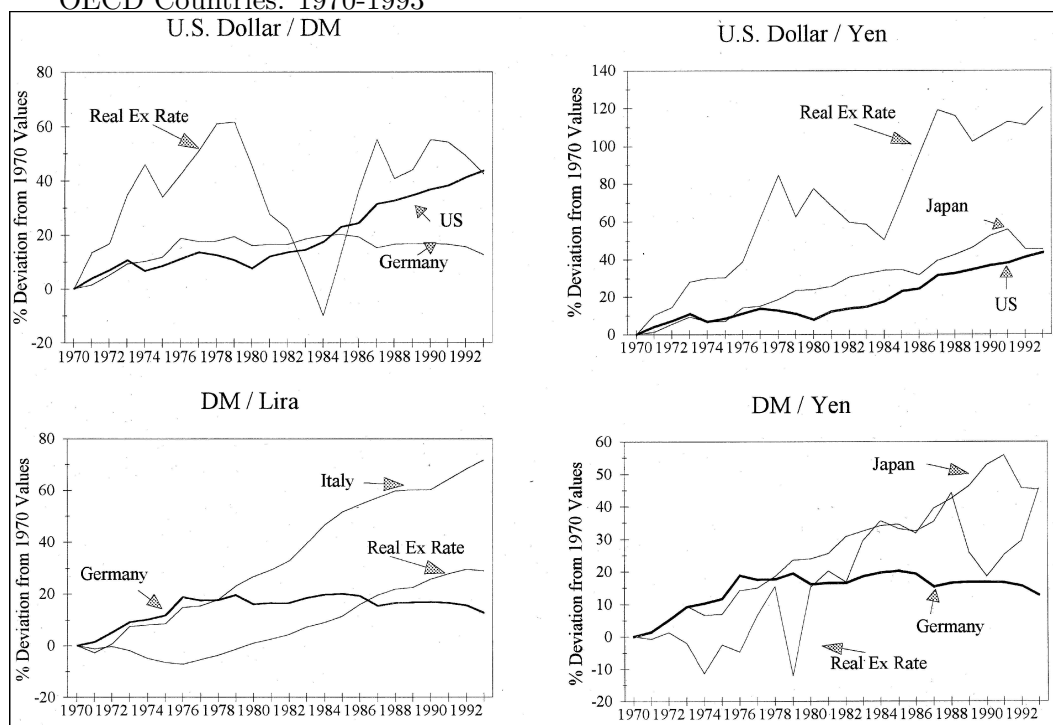 OECD Countries: 1970-1993
U.S. Dollar / DM
% Deviation from 1970 Values
80
60
40
20
0
-20
Real Ex Rate
US
Germany
1970 1972 1974 1976 1978 1980 1982 1984 1986 1988 1990 1992
U.S. Dollar / Yen
% Deviation from 1970 Values
140
120
100
80
60
40
20
0
Real Ex Rate
Japan
US
1970 1972 1974 1976 1978 1980 1982 1984 1986 1988 1990 1992
DM / Lira
% Deviation from 1970 Values
80
60
40
20
0
-20
Italy
Real Ex Rate
Germany
1970 1972 1974 1976 1978 1980 1982 1984 1986 1988 1990 1992
DM / Yen
% Deviation from 1970 Values
60
50
40
30
20
10
0
-10
-20
Japan
Germany
Real Ex Rate
1970 1972 1974 1976 1978 1980 1982 1984 1986 1988 1990 1992